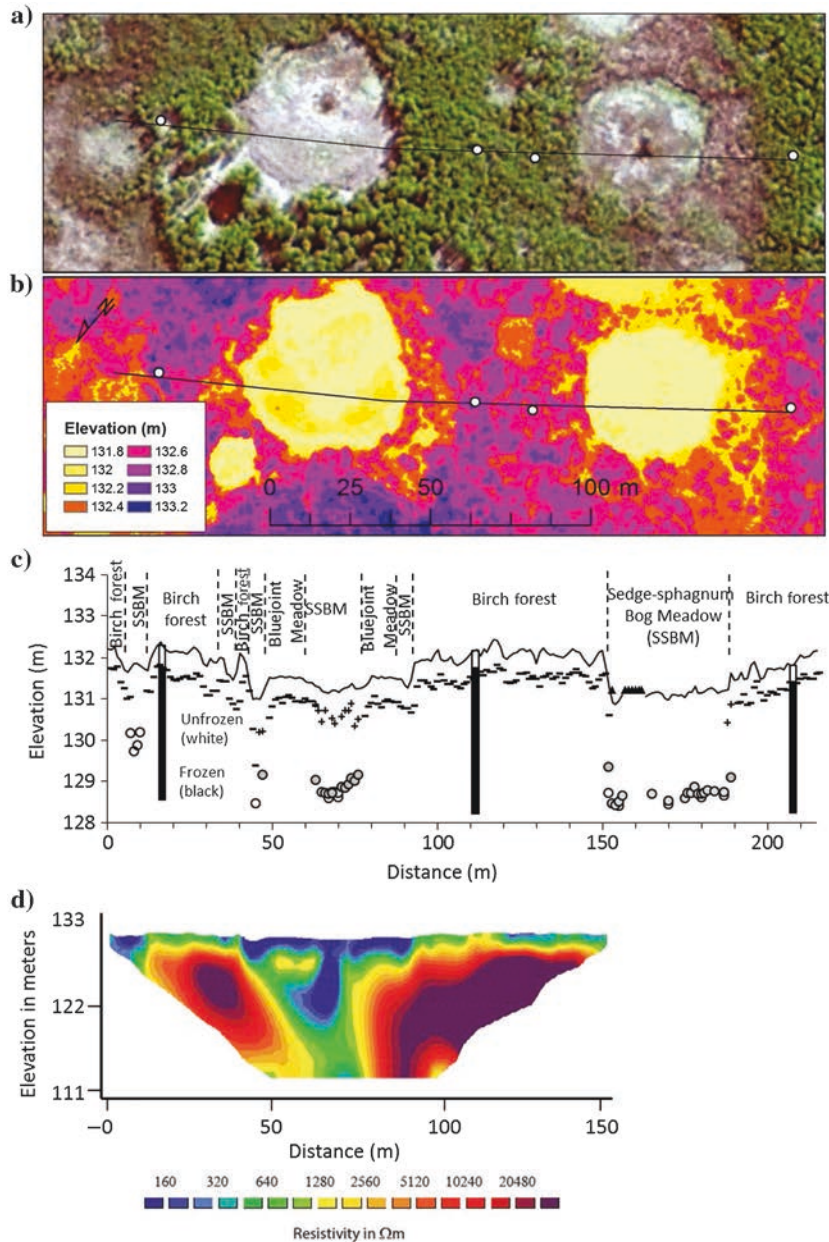 a)
b)
N
Elevation (m)
131.8 132.6
132 132.8
132.2 133
132.4 133.2
0 25 50 100 m
c)
134
133
132
131
130
129
128
Elevation (m)
Birch forest
SSBM
Birch forest
SSBM
Birch forest
SSBM
Bluejoint
Meadow
SSBM
Bluejoint
Meadow
SSBM
Birch forest
Sedge-sphagnum
Bog Meadow
(SSBM)
Birch forest
Unfrozen
(white)
Frozen
(black)
0 50 100 150 200
Distance (m)
d)
133
122
111
Elevation in meters
–0 50 100 150
Distance (m)
160 320 640 1280 2560 5120 10240 20480
Resistivity in Ωm